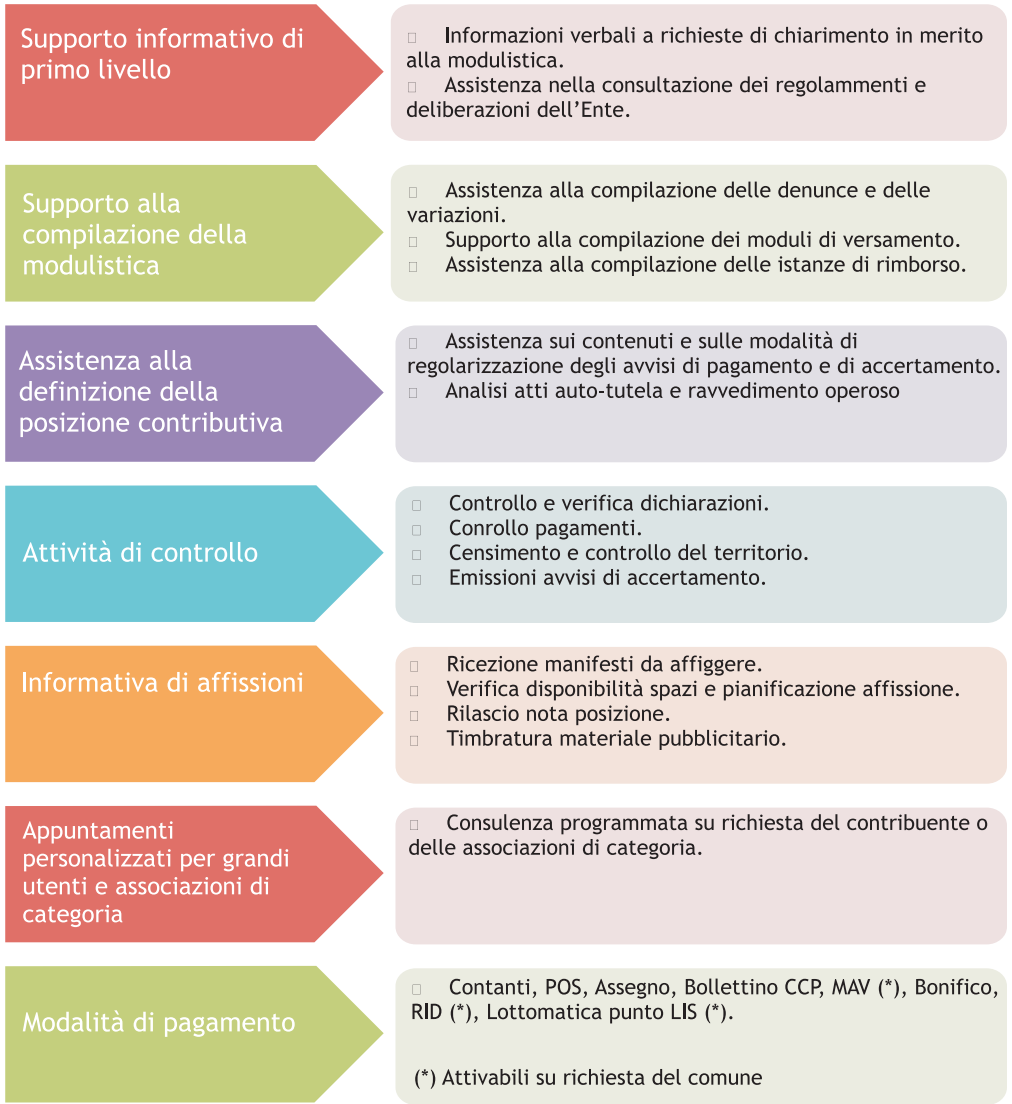 Supporto informativo di
primo livello
Informazioni verbali a richieste di chiarimento in merito
alla modulistica.
Assistenza nella consultazione dei regolammenti e
deliberazioni dell’Ente.
Supporto alla
compilazione della
modulistica
Assistenza alla compilazione delle denunce e delle
variazioni.
Supporto alla compilazione dei moduli di versamento.
Assistenza alla compilazione delle istanze di rimborso.
Assistenza alla
definizione della
posizione contributiva
Assistenza sui contenuti e sulle modalità di
regolarizzazione degli avvisi di pagamento e di accertamento.
Analisi atti auto-tutela e ravvedimento operoso
Attività di controllo
Controllo e verifica dichiarazioni.
Conrollo pagamenti.
Censimento e controllo del territorio.
Emissioni avvisi di accertamento.
Informativa di affissioni
Ricezione manifesti da affiggere.
Verifica disponibilità spazi e pianificazione affissione.
Rilascio nota posizione.
Timbratura materiale pubblicitario.
Appuntamenti
personalizzati per grandi
utenti e associazioni di
categoria
Consulenza programmata su richiesta del contribuente o
delle associazioni di categoria.
Modalità di pagamento
Contanti, POS, Assegno, Bollettino CCP, MAV (*), Bonifico,
RID (*), Lottomatica punto LIS (*).
(*) Attivabili su richiesta del comune